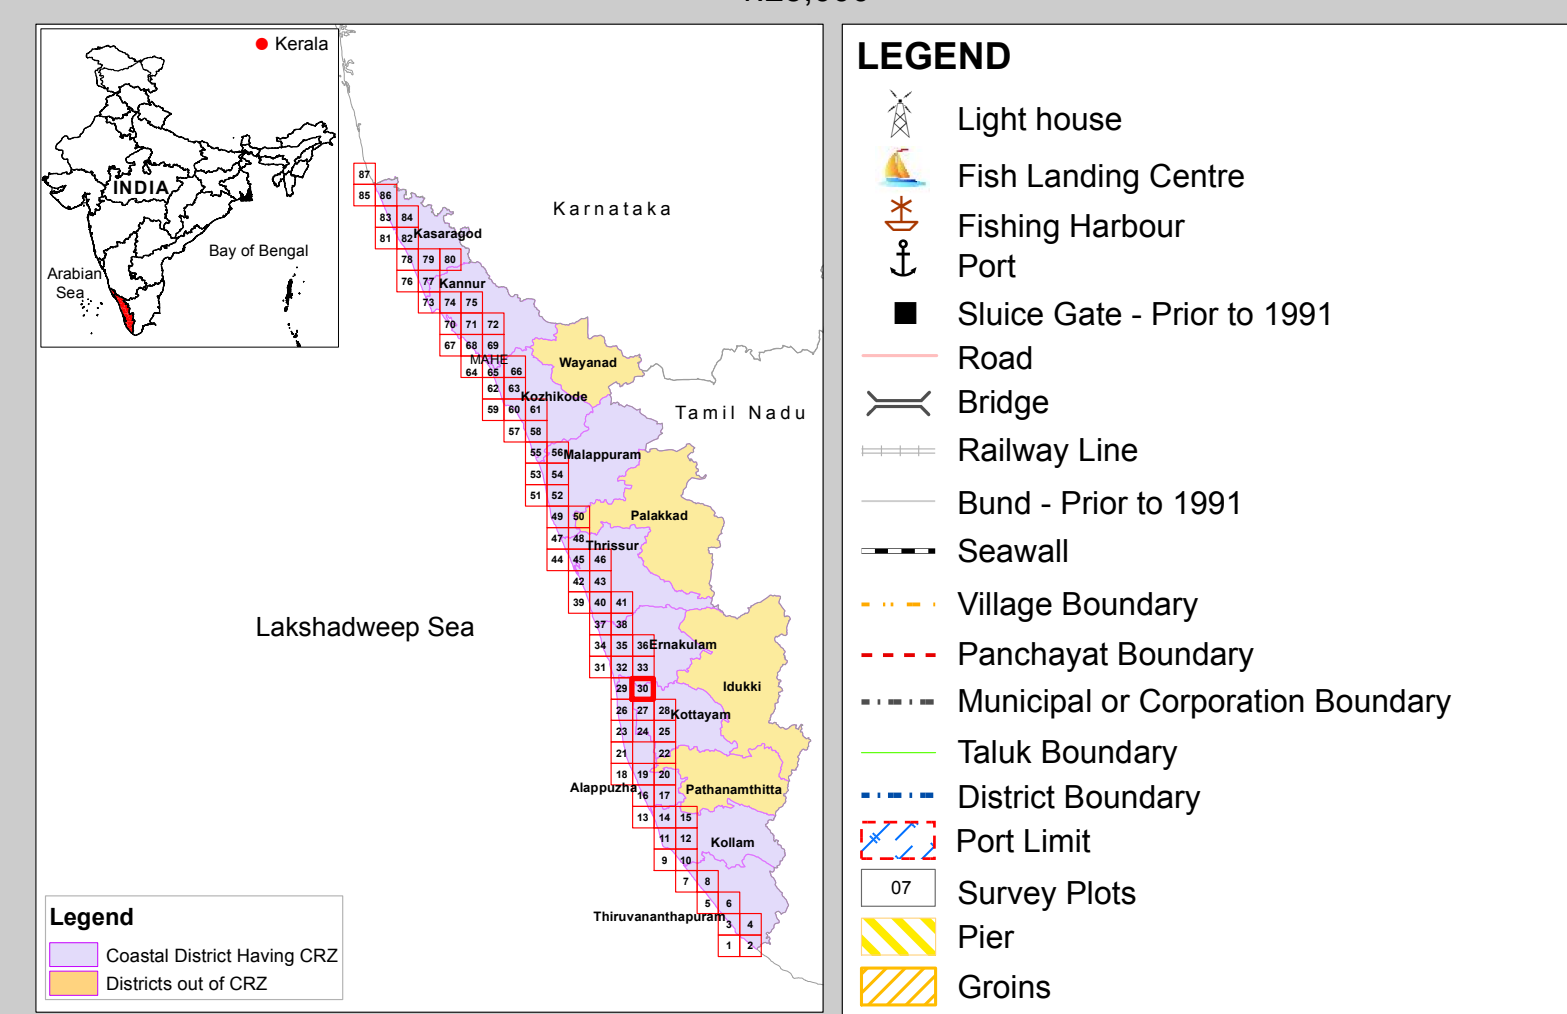 Kerala
INDIA
Bay of Bengal
Arabian
Sea
Karnataka
87
85 86
83 84
Kasaragod
81 82
78 79 80
76 77
Kannur
73 74 75
70 71 72
67 68 69
MAHE
64 65 66
Wayanad
62 63
Kozhikode
59 60 61
Tamil Nadu
57 58
55 56
Malappuram
53 54
51 52
49 50
Palakkad
47 48
Thrissur
44 45 46
42 43
39 40 41
37 38
Lakshadweep Sea
34 35 36
Ernakulam
31 32 33
29 30
Idukki
26 27 28
Kottayam
23 24 25
21 22
18 19 20
Alappuzha
16 17
Pathanamthitta
13 14 15
11 12
Kollam
9 10
7 8
5 6
Thiruvananthapuram
3 4
1 2
Legend
Coastal District Having CRZ
Districts out of CRZ
LEGEND
Light house
Fish Landing Centre
Fishing Harbour
Port
Sluice Gate - Prior to 1991
Road
Bridge
Railway Line
Bund - Prior to 1991
Seawall
Village Boundary
Panchayat Boundary
Municipal or Corporation Boundary
Taluk Boundary
District Boundary
Port Limit
07 Survey Plots
Pier
Groins